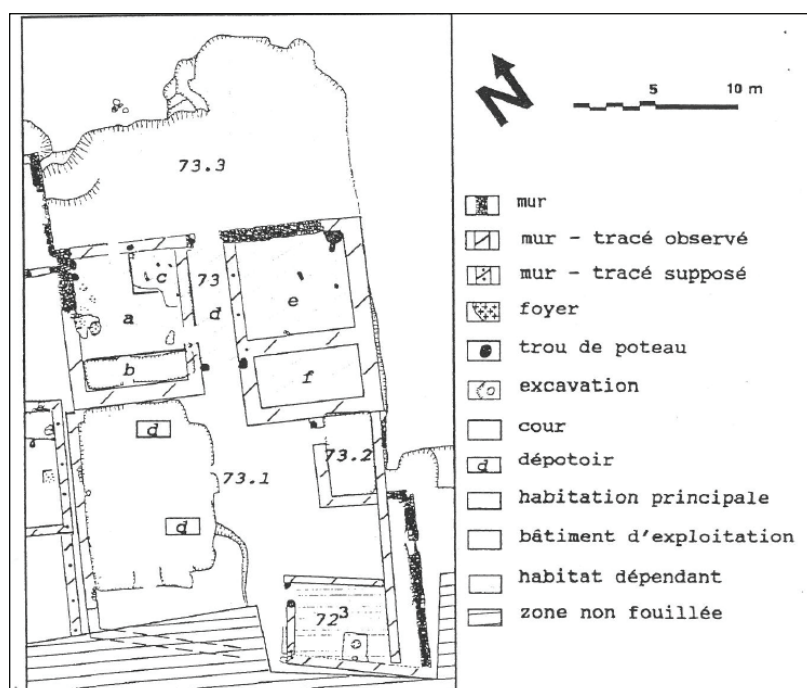 N
5 10 m
73.3
c
73
d
a
e
b
f
d
73.1
73.2
d
72³
mur
mur - tracé observé
mur - tracé supposé
foyer
trou de poteau
excavation
cour
d dépotoir
habitation principale
bâtiment d'exploitation
habitat dépendant
zone non fouillée